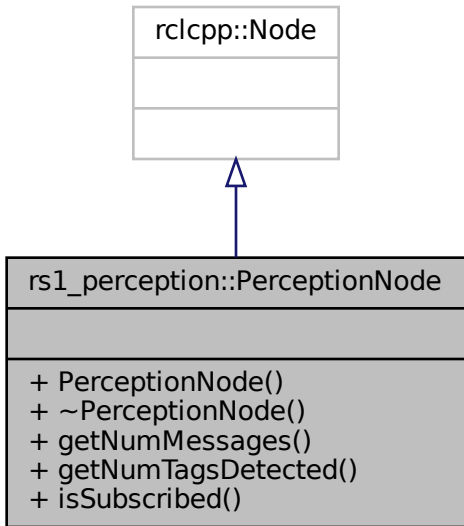 rclcpp::Node
rs1_perception::PerceptionNode
+ PerceptionNode()
+ ~PerceptionNode()
+ getNumMessages()
+ getNumTagsDetected()
+ isSubscribed()